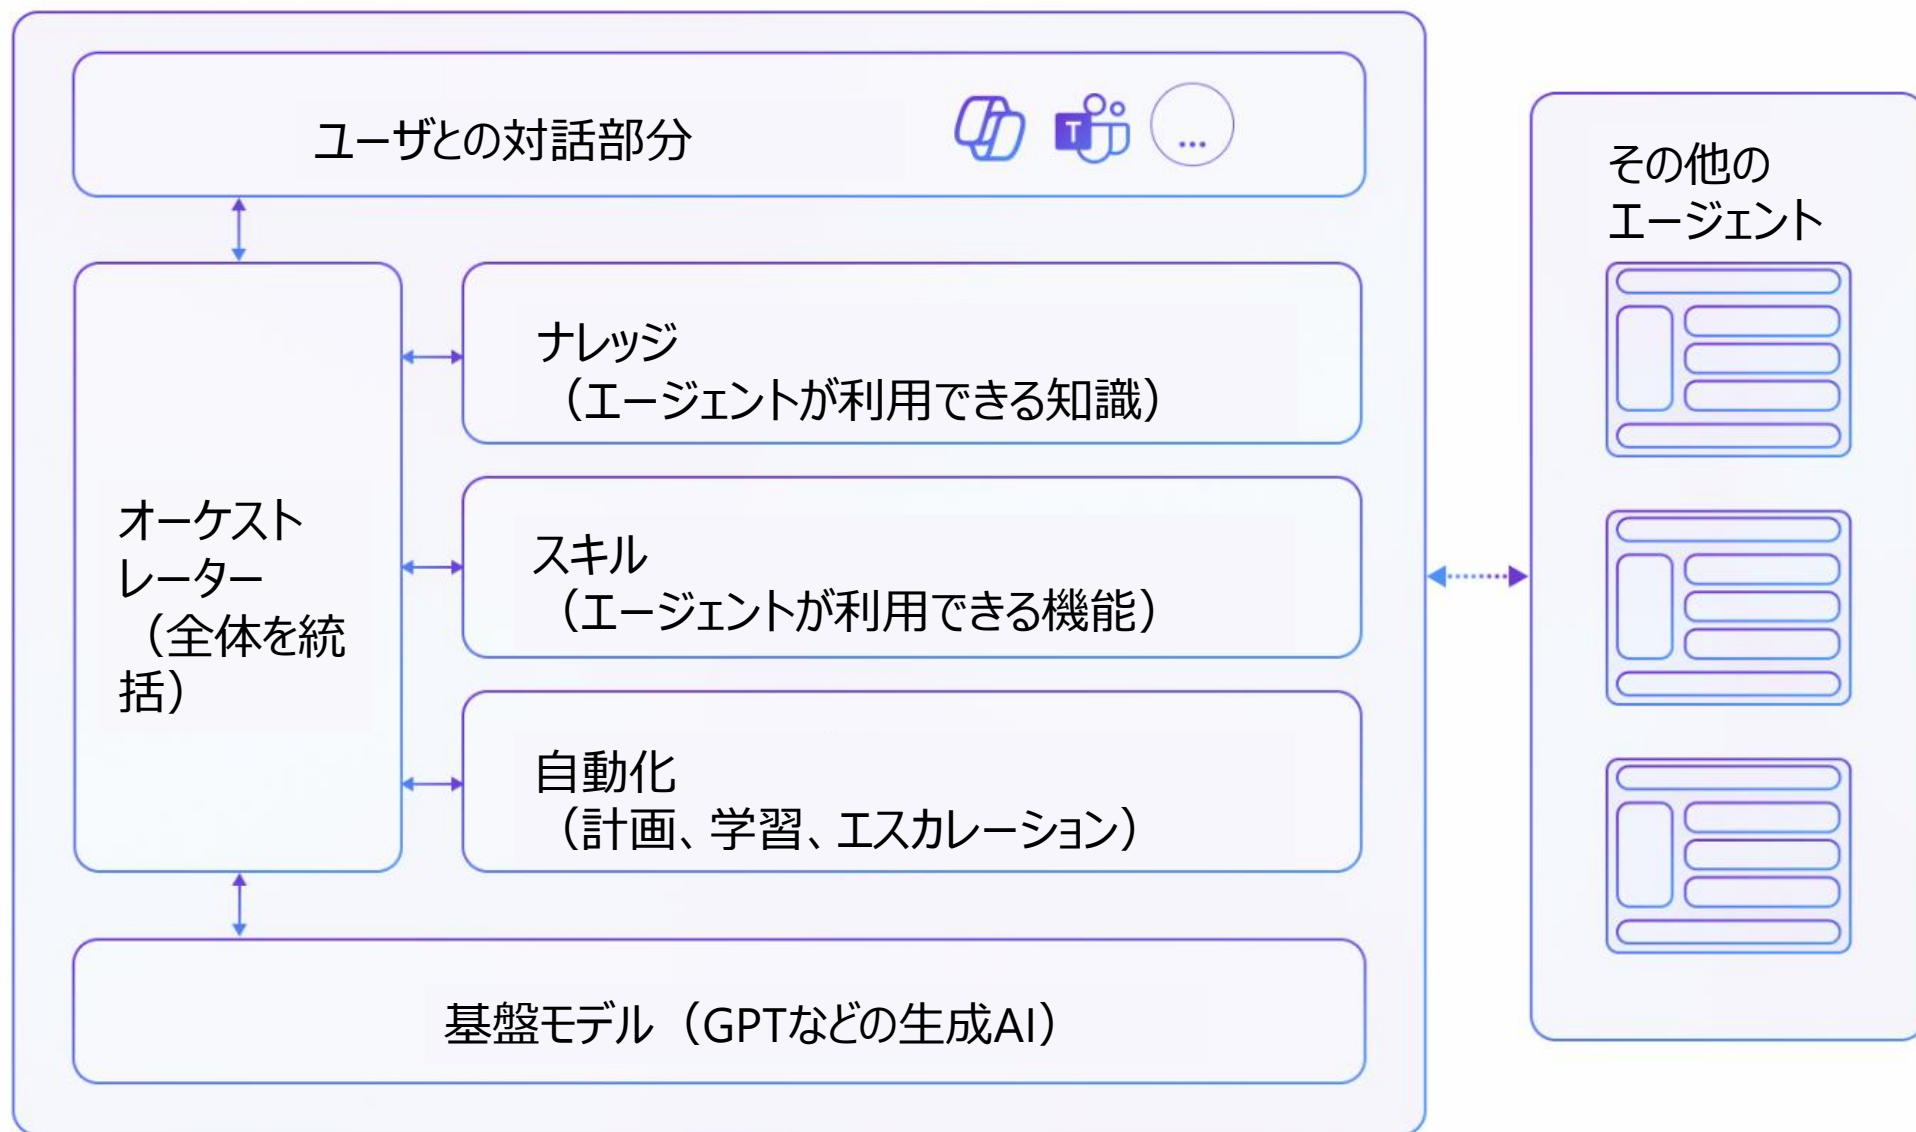 ユーザとの対話部分
T
...
その他の
エージェント
ナレッジ
（エージェントが利用できる知識）
オーケスト
レーター
（全体を統
括）
スキル
（エージェントが利用できる機能）
自動化
（計画、学習、エスカレーション）
基盤モデル（GPTなどの生成AI）